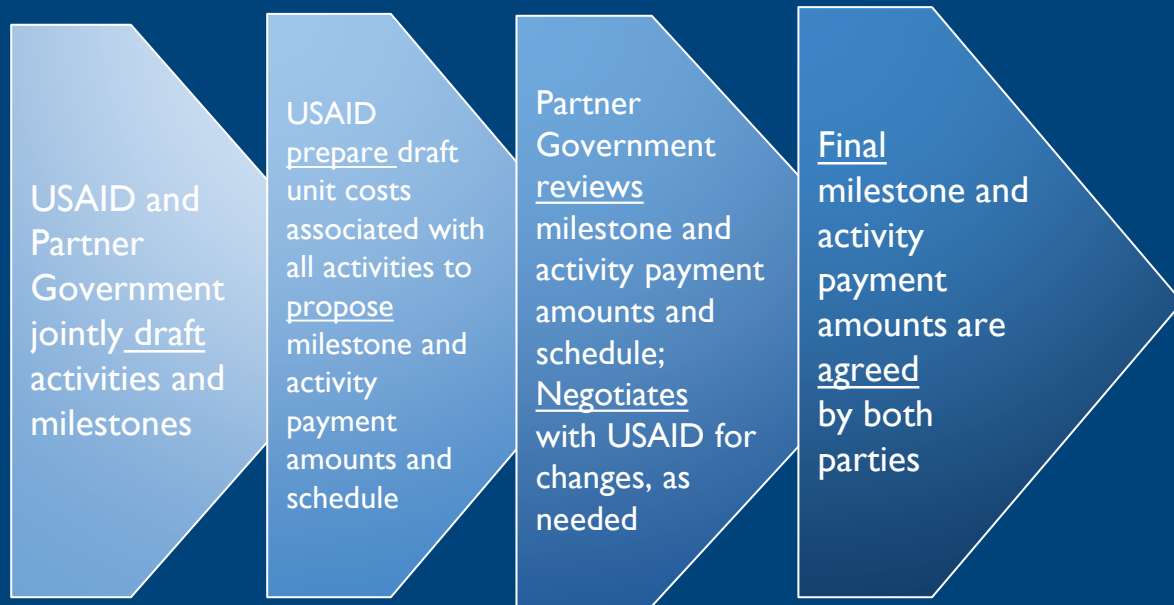 USAID and
Partner
Government
jointly draft
activities and
milestones
USAID
prepare draft
unit costs
associated with
all activities to
propose
milestone and
activity
payment
amounts and
schedule
Partner
Government
reviews
milestone and
activity payment
amounts and
schedule;
Negotiates
with USAID for
changes, as
needed
Final
milestone and
activity
payment
amounts are
agreed
by both
parties